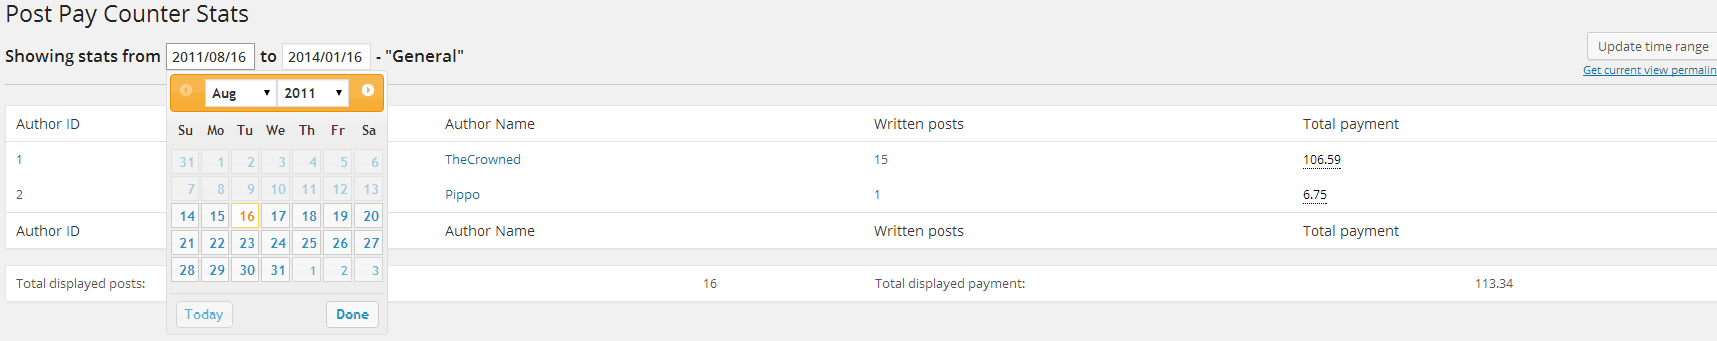 Post Pay Counter Stats
Showing stats from 2011/08/16 to 2014/01/16 - "General"
Update time range
Get current view permalin
Aug 2011
Su Mo Tu We Th Fr Sa
31 1 2 3 4 5 6
7 8 9 10 11 12 13
14 15 16 17 18 19 20
21 22 23 24 25 26 27
28 29 30 31 1 2 3
Today Done
Author ID Author Name Written posts Total payment
1 TheCrowned 15 106.59
2 Pippo 1 6.75
Author ID Author Name Written posts Total payment
Total displayed posts: 16 Total displayed payment: 113.34